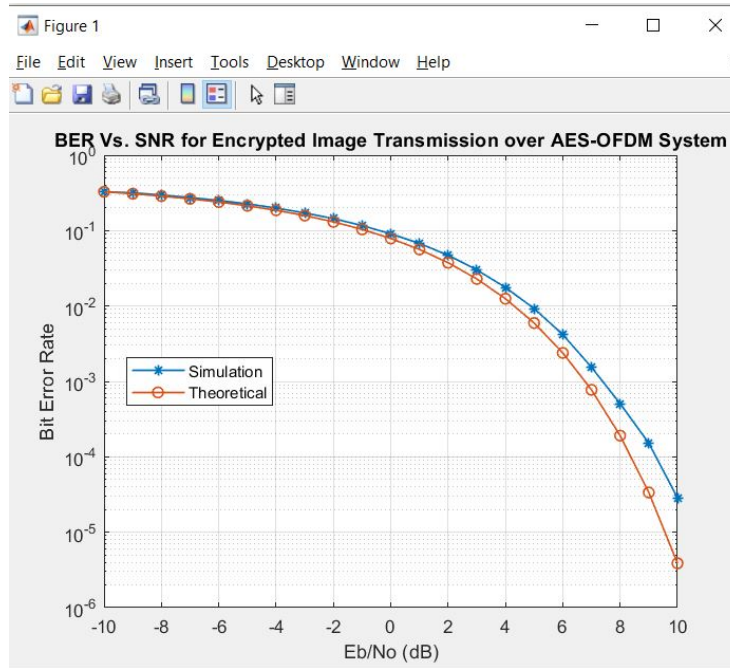 Figure 1
File Edit View Insert Tools Desktop Window Help
BER Vs. SNR for Encrypted Image Transmission over AES-OFDM System
10^0
10^-1
10^-2
10^-3
10^-4
10^-5
10^-6
Bit Error Rate
Simulation
Theoretical
-10 -8 -6 -4 -2 0 2 4 6 8 10
Eb/No (dB)